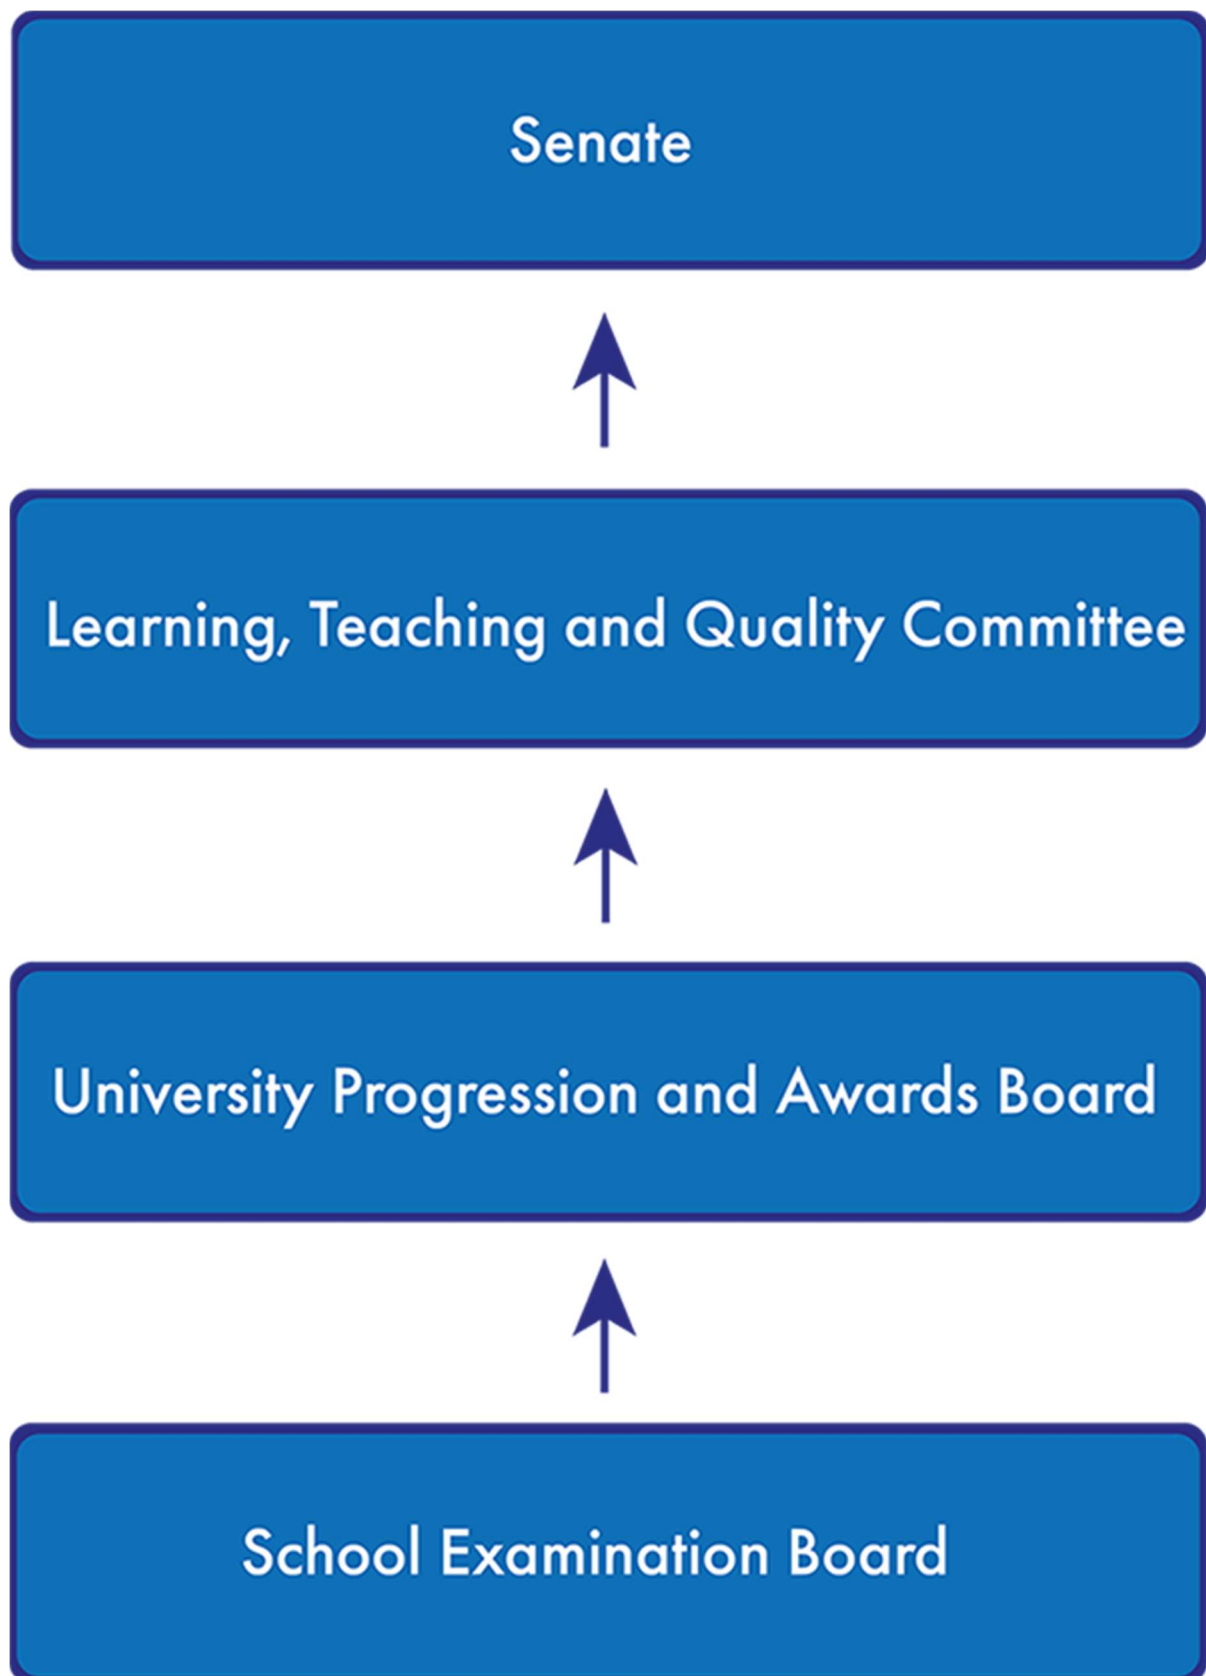 Senate
Learning, Teaching and Quality Committee
University Progression and Awards Board
School Examination Board